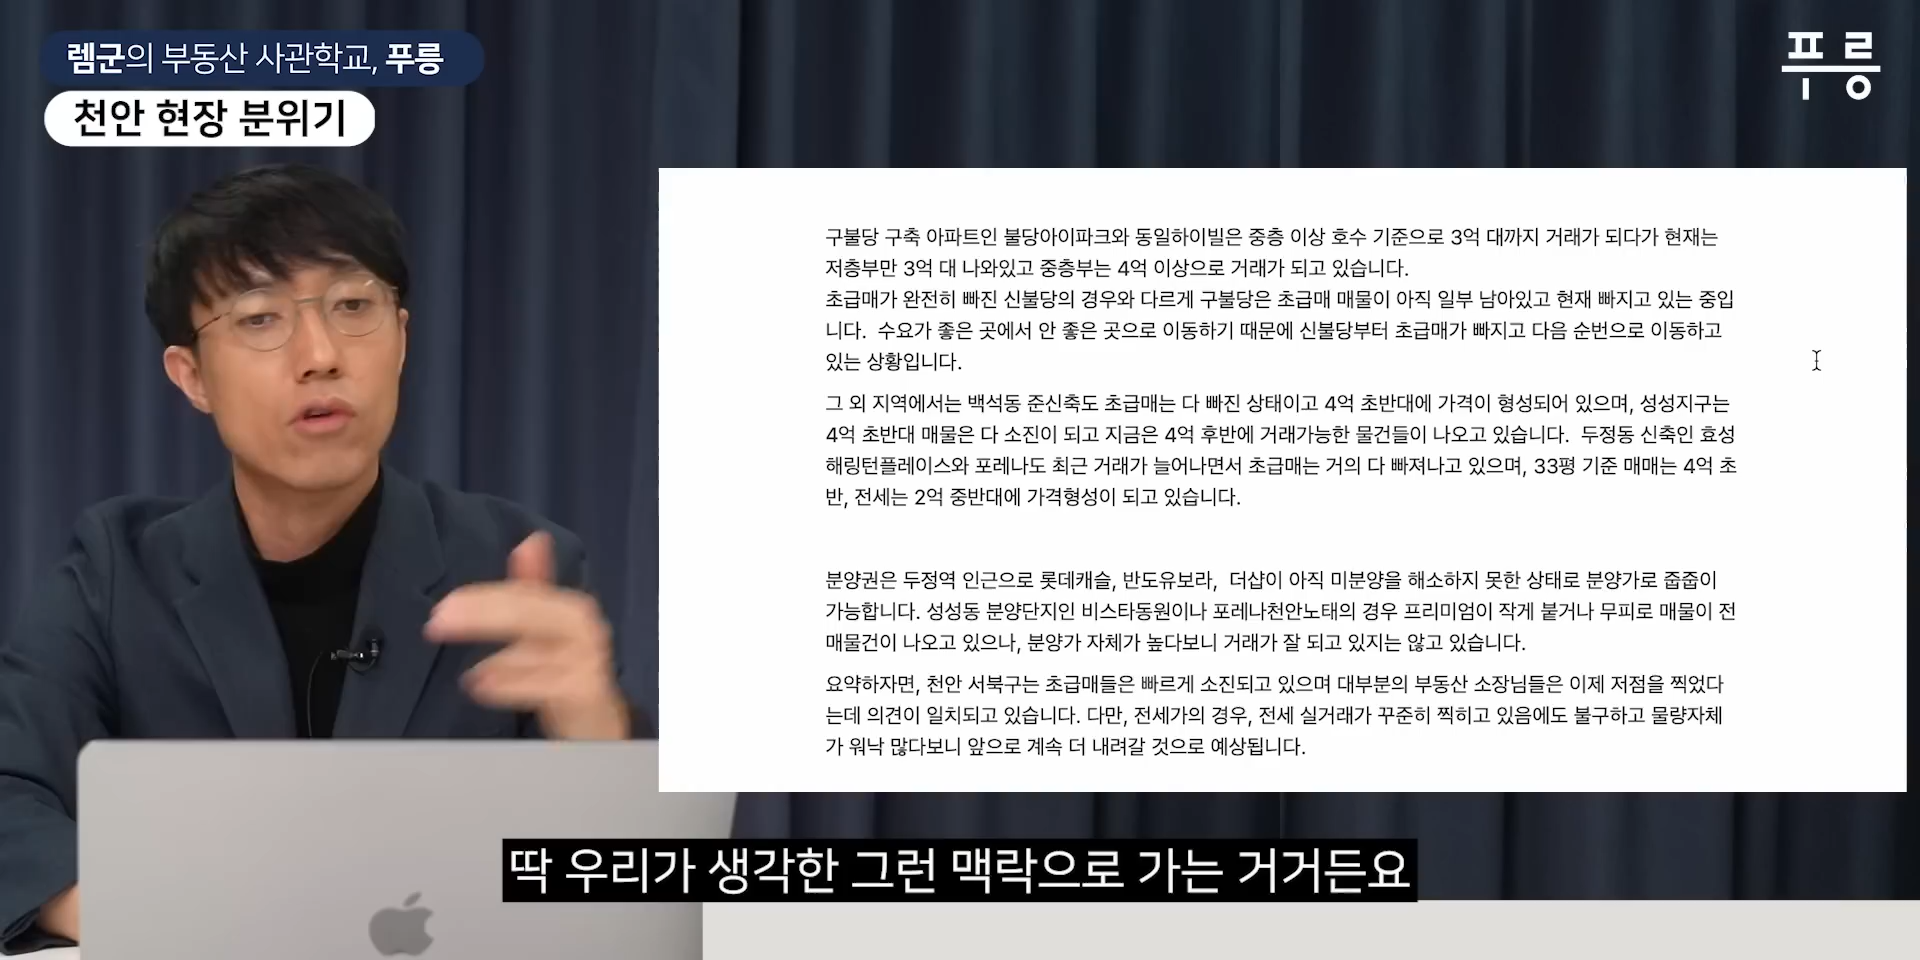 렘군의 부동산 사관학교, 푸릉
천안 현장 분위기
푸릉
구불당 구축 아파트인 불당아이파크와 동일하이빌은 중층 이상 호수 기준으로 3억 대까지 거래가 되다가 현재는
저층부만 3억 대 나와있고 중층부는 4억 이상으로 거래가 되고 있습니다.
초급매가 완전히 빠진 신불당의 경우와 다르게 구불당은 초급매 매물이 아직 일부 남아있고 현재 빠지고 있는 중입
니다. 수요가 좋은 곳에서 안 좋은 곳으로 이동하기 때문에 신불당부터 초급매가 빠지고 다음 순번으로 이동하고
있는 상황입니다.
그 외 지역에서는 백석동 준신축도 초급매는 다 빠진 상태이고 4억 초반대에 가격이 형성되어 있으며, 성성지구는
4억 초반대 매물은 다 소진이 되고 지금은 4억 후반에 거래가능한 물건들이 나오고 있습니다. 두정동 신축인 효성
해링턴플레이스와 포레나도 최근 거래가 늘어나면서 초급매는 거의 다 빠져나고 있으며, 33평 기준 매매는 4억 초
반, 전세는 2억 중반대에 가격형성이 되고 있습니다.
분양권은 두정역 인근으로 롯데캐슬, 반도유보라, 더샵이 아직 미분양을 해소하지 못한 상태로 분양가로 줍줍이
가능합니다. 성성동 분양단지인 비스타동원이나 포레나천안노태의 경우 프리미엄이 작게 붙거나 무피로 매물이 전
매물건이 나오고 있으나, 분양가 자체가 높다보니 거래가 잘 되고 있지는 않고 있습니다.
요약하자면, 천안 서북구는 초급매들은 빠르게 소진되고 있으며 대부분의 부동산 소장님들은 이제 저점을 찍었다
는데 의견이 일치되고 있습니다. 다만, 전세가의 경우, 전세 실거래가 꾸준히 찍히고 있음에도 불구하고 물량자체
가 워낙 많다보니 앞으로 계속 더 내려갈 것으로 예상됩니다.
딱 우리가 생각한 그런 맥락으로 가는 거거든요